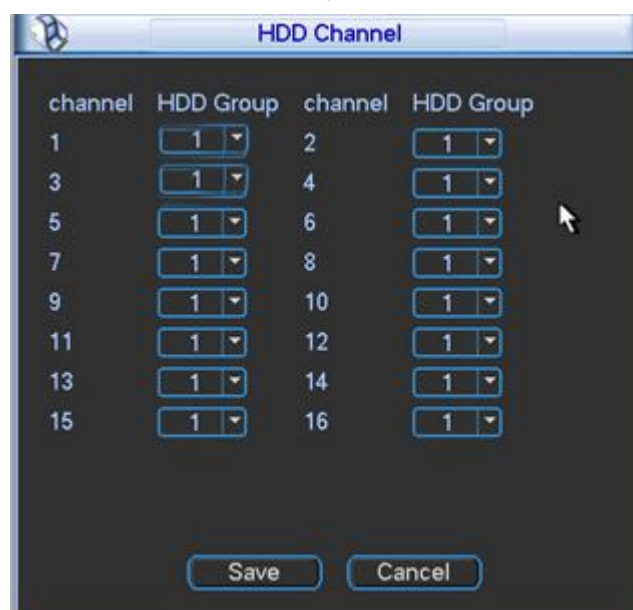 HDD Channel
channel HDD Group channel HDD Group
1 1 2 1
3 1 4 1
5 1 6 1
7 1 8 1
9 1 10 1
11 1 12 1
13 1 14 1
15 1 16 1
Save Cancel